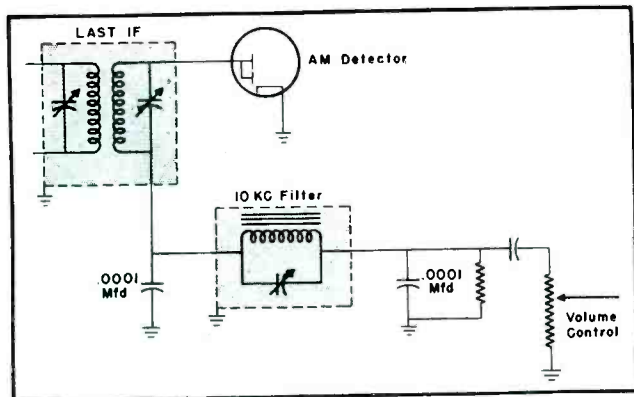 LAST IF
AM Detector
10 KC Filter
.0001
Mfd
.0001
Mfd
Volume
Control